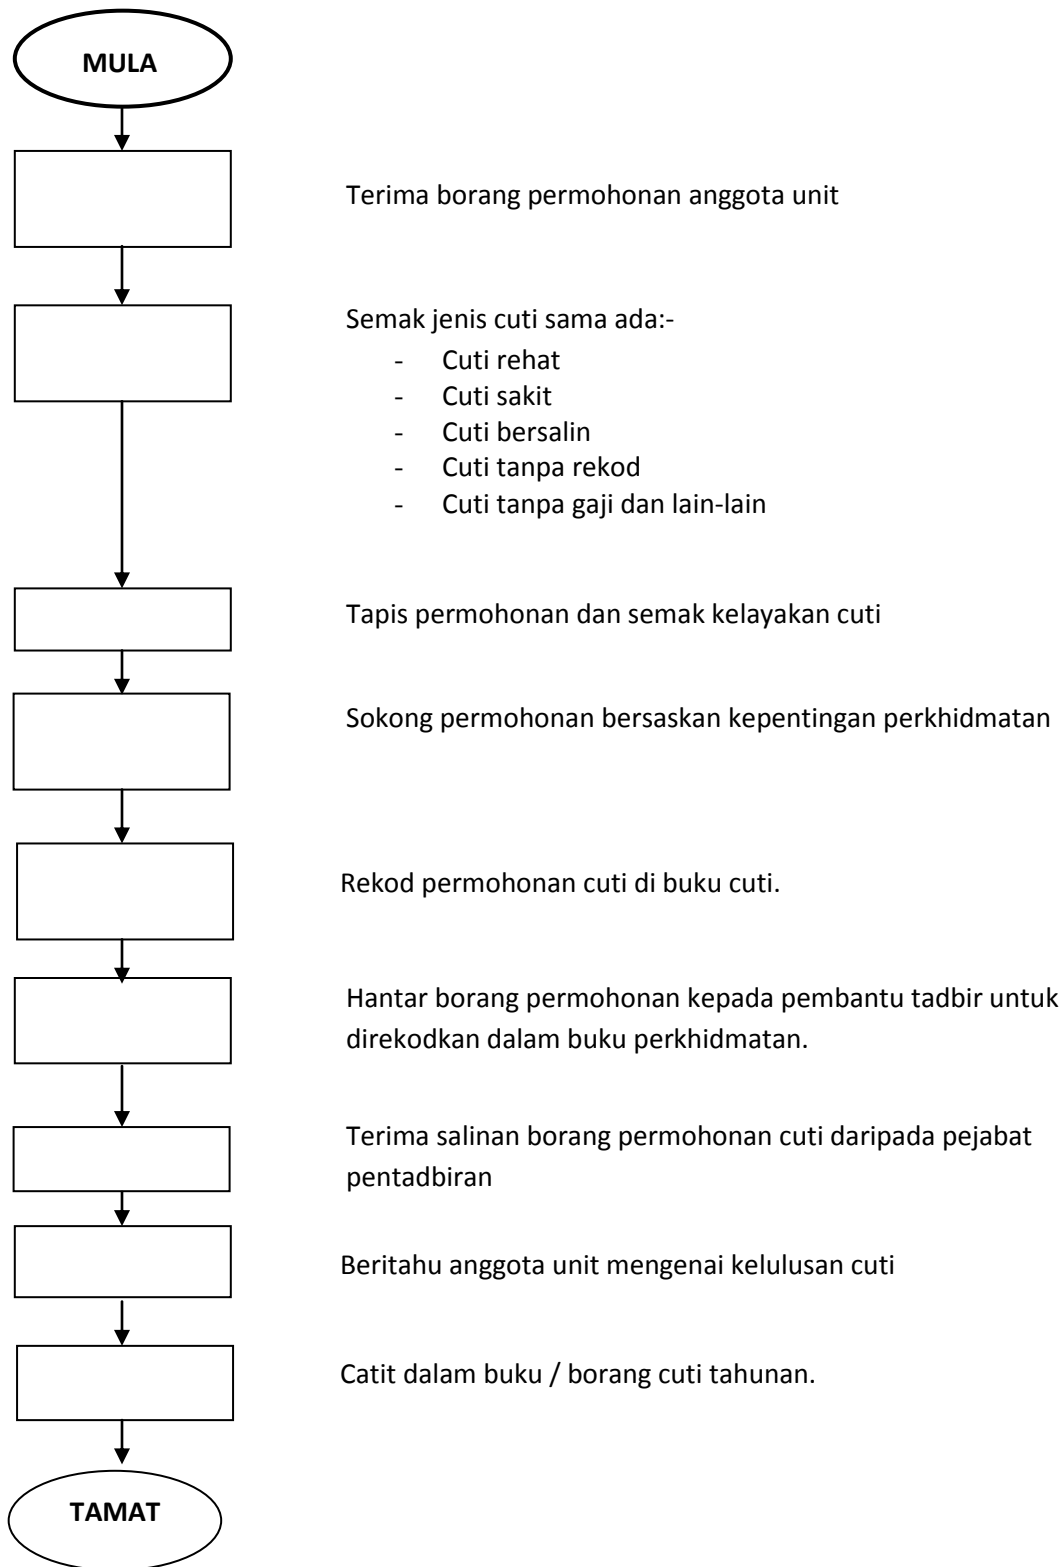 MULA
Terima borang permohonan anggota unit
Semak jenis cuti sama ada:-
- Cuti rehat
- Cuti sakit
- Cuti bersalin
- Cuti tanpa rekod
- Cuti tanpa gaji dan lain-lain
Tapis permohonan dan semak kelayakan cuti
Sokong permohonan bersaskan kepentingan perkhidmatan
Rekod permohonan cuti di buku cuti.
Hantar borang permohonan kepada pembantu tadbir untuk
direkodkan dalam buku perkhidmatan.
Terima salinan borang permohonan cuti daripada pejabat
pentadbiran
Beritahu anggota unit mengenai kelulusan cuti
Catit dalam buku / borang cuti tahunan.
TAMAT